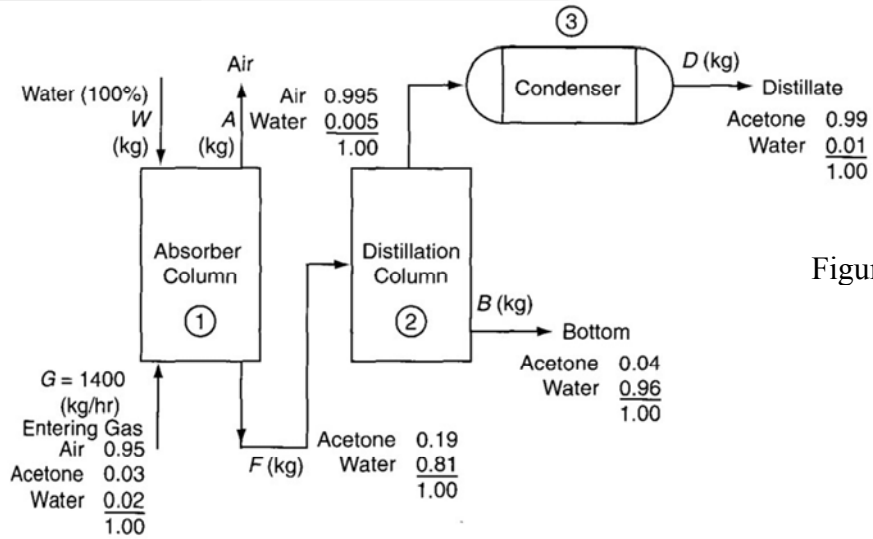 ③
Air
Water (100%)
W
(kg)
A
(kg)
Air 0.995
Water 0.005
1.00
Condenser
D (kg)
Distillate
Acetone 0.99
Water 0.01
1.00
Absorber
Column
①
Distillation
Column
②
B (kg)
Bottom
Acetone 0.04
Water 0.96
1.00
Figur
G = 1400
(kg/hr)
Entering Gas
Air 0.95
Acetone 0.03
Water 0.02
1.00
F (kg)
Acetone 0.19
Water 0.81
1.00